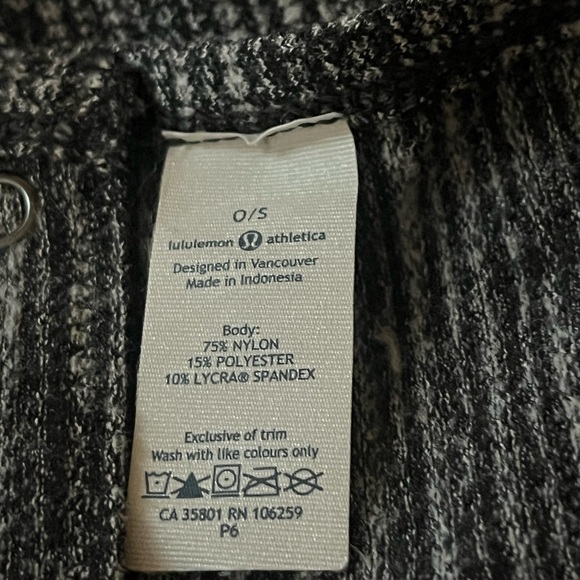 O/S
lululemon athletica
Designed in Vancouver
Made in Indonesia
Body:
75% NYLON
15% POLYESTER
10% LYCRA® SPANDEX
Exclusive of trim
Wash with like colours only
CA 35801 RN 106259
P6